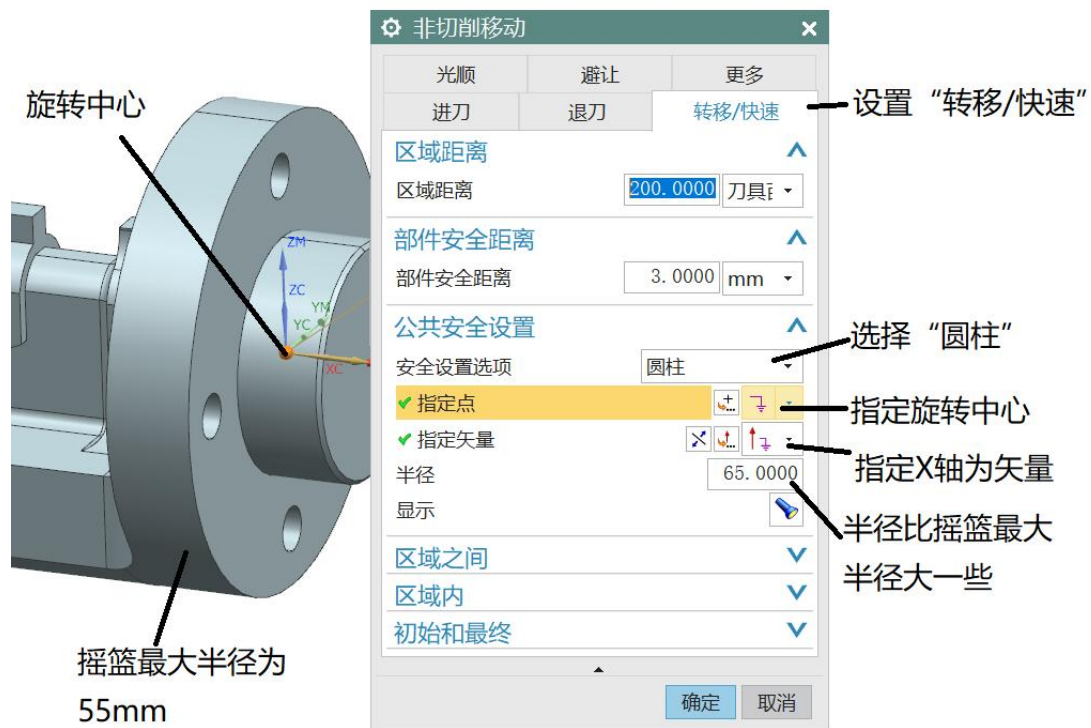 非切削移动
光顺 避让 更多
进刀 退刀 转移/快速
设置“转移/快速”
旋转中心
区域距离
区域距离 200.0000
部件安全距离
部件安全距离 3.0000 mm
公共安全设置
安全设置选项 圆柱
选择“圆柱”
指定点
指定旋转中心
指定矢量
指定X轴为矢量
半径 65.0000
显示
半径比摇篮最大
半径大一些
区域之间
区域内
初始和最终
确定 取消
ZM
ZC
YM
YC
XC
摇篮最大半径为
55mm